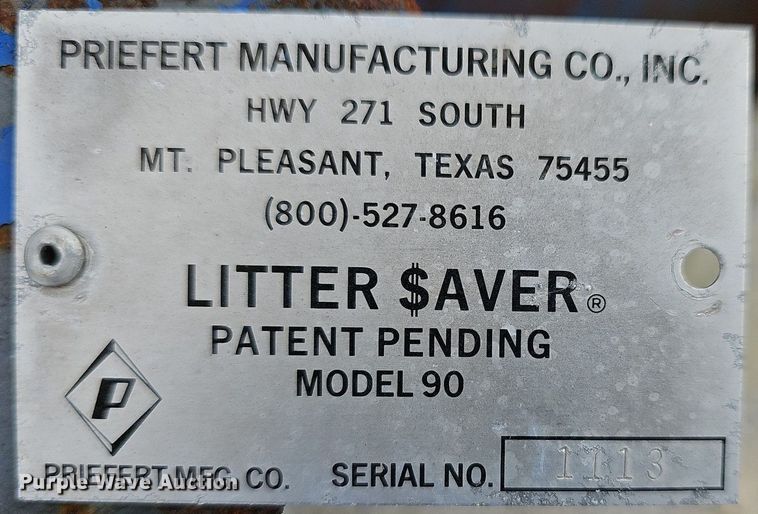 PRIEFERT MANUFACTURING CO., INC.
HWY 271 SOUTH
MT. PLEASANT, TEXAS 75455
(800)-527-8616
LITTER $AVER®
PATENT PENDING
MODEL 90
P
PRIEFERT MFG. CO. SERIAL NO. 1113
Purple Wave Auction